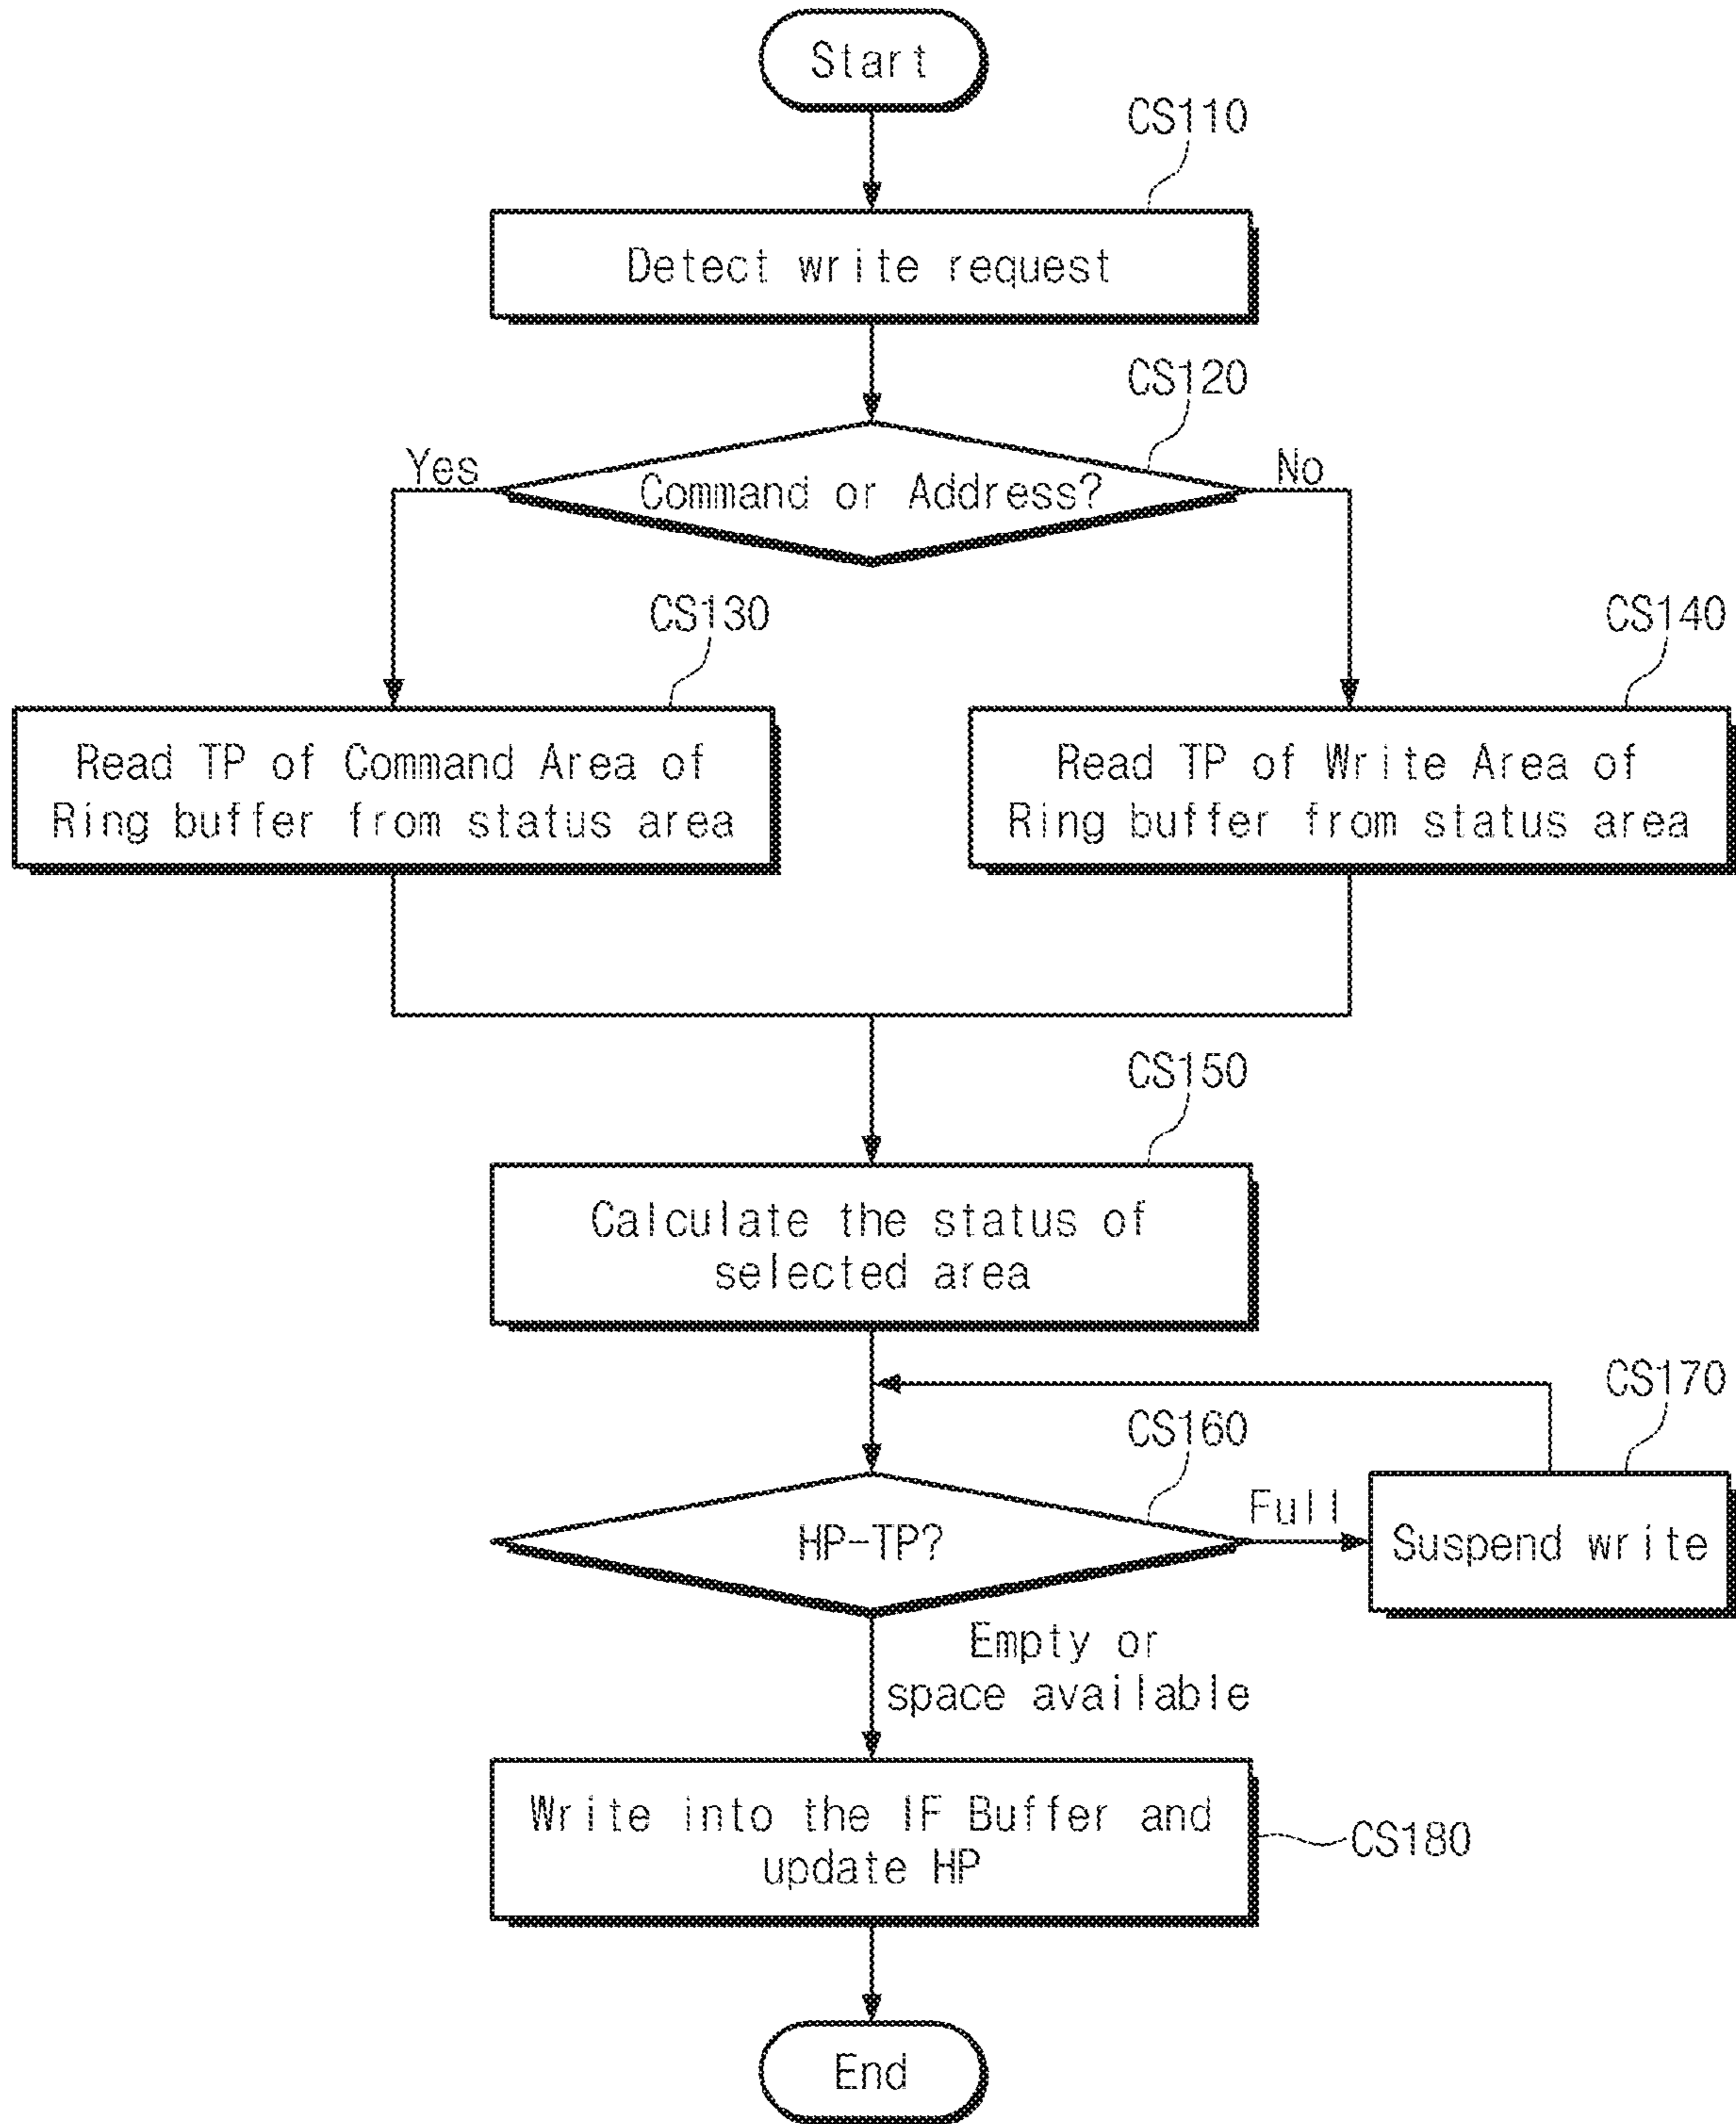 Start
CS110
Detect write request
CS120
Yes
Command or Address?
No
CS130
CS140
Read TP of Command Area of
Ring buffer from status area
Read TP of Write Area of
Ring buffer from status area
CS150
Calculate the status of
selected area
CS170
CS160
HP-TP?
Full
Suspend write
Empty or
space available
Write into the IF Buffer and
update HP
CS180
End